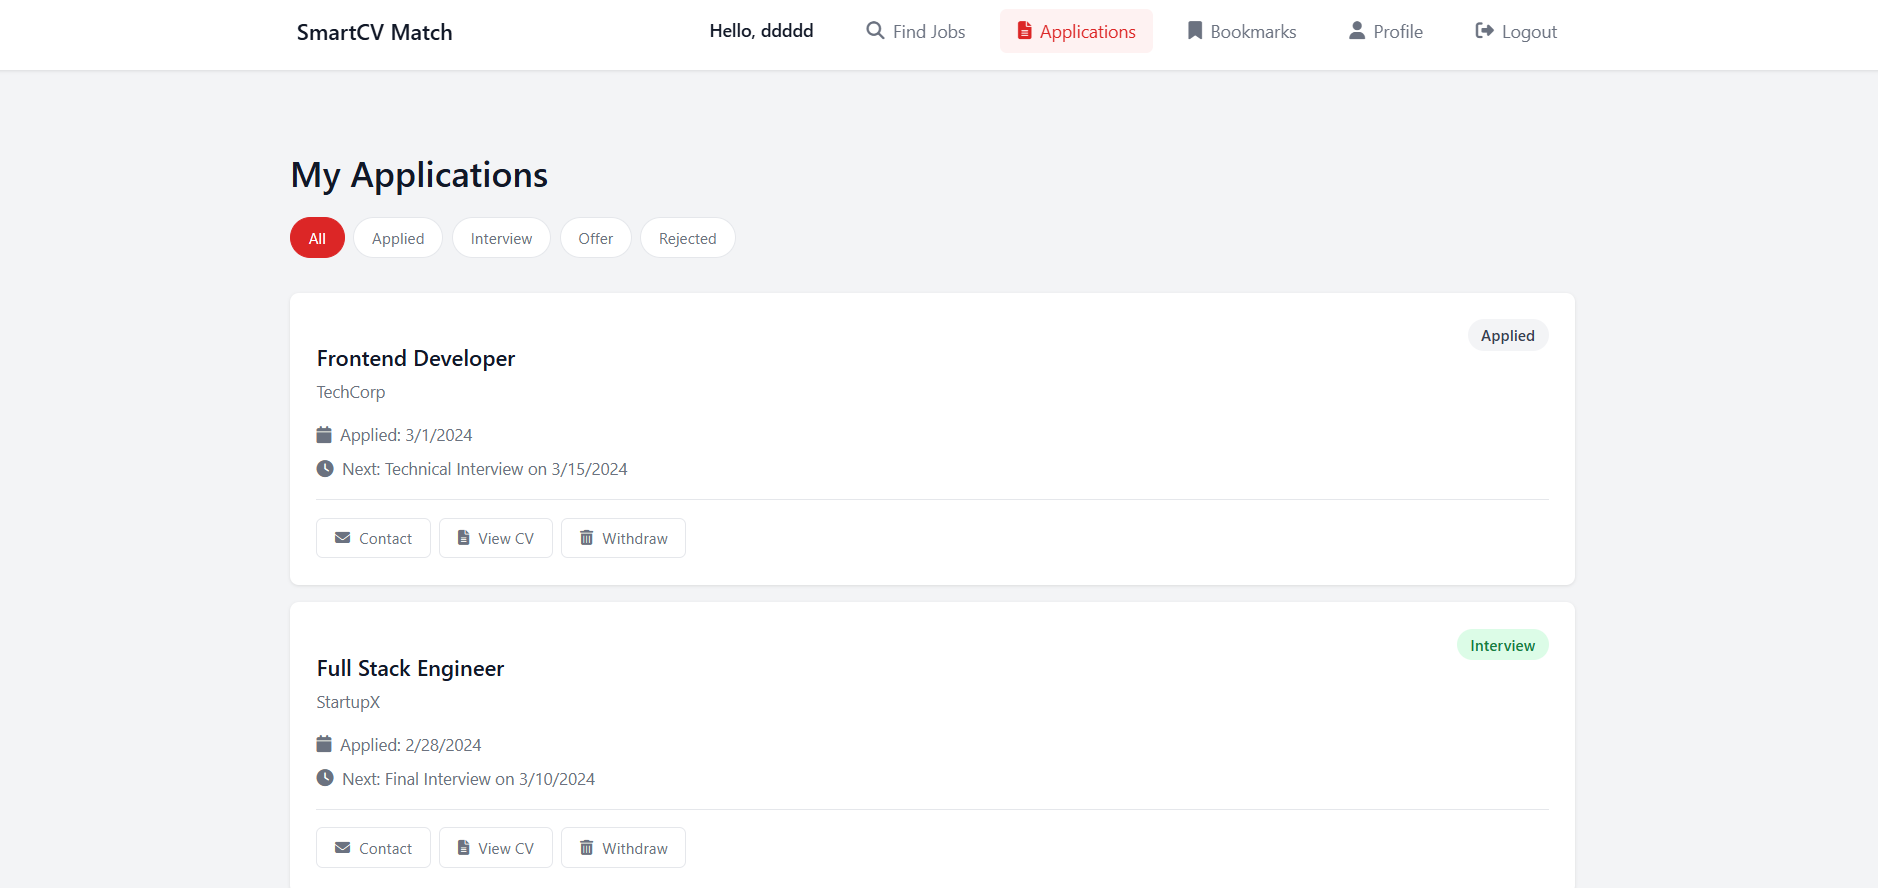 SmartCV Match
Hello, ddddd
Find Jobs
Applications
Bookmarks
Profile
Logout
My Applications
All
Applied
Interview
Offer
Rejected
Applied
Frontend Developer
TechCorp
Applied: 3/1/2024
Next: Technical Interview on 3/15/2024
Contact
View CV
Withdraw
Interview
Full Stack Engineer
StartupX
Applied: 2/28/2024
Next: Final Interview on 3/10/2024
Contact
View CV
Withdraw